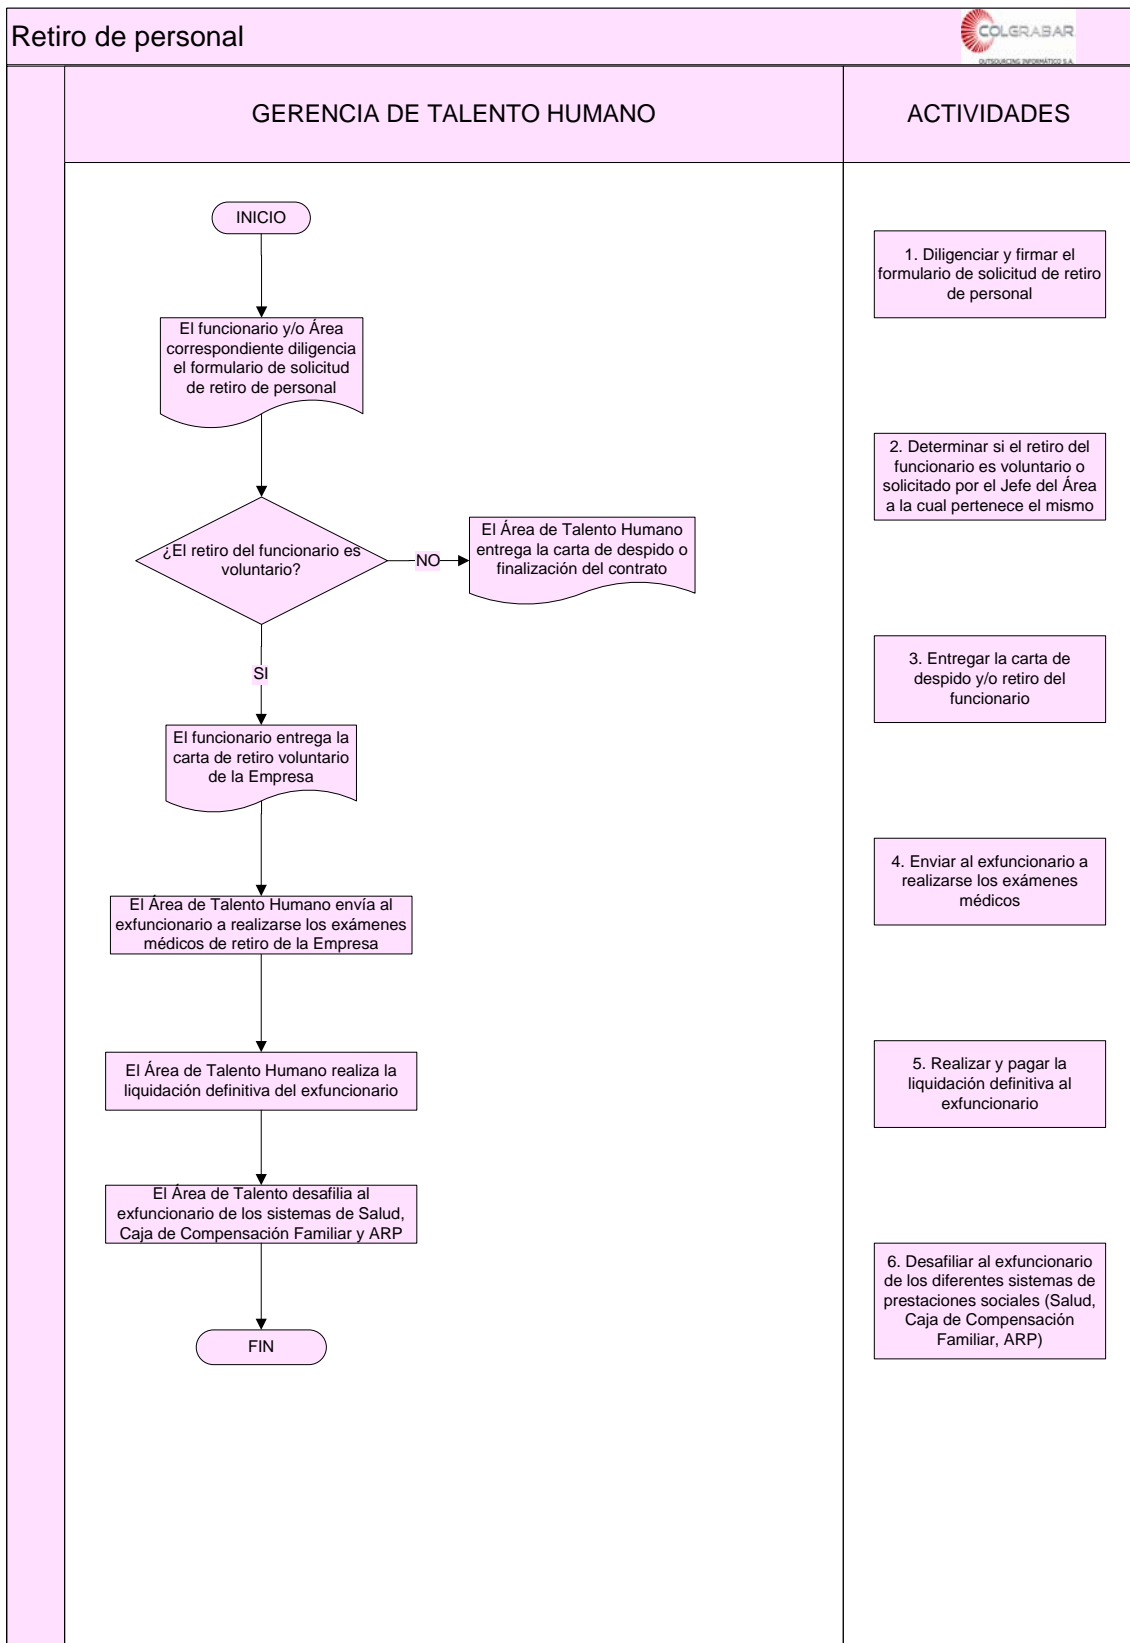 Retiro de personal
COLGRABAR
OUTSOURCING INFORMÁTICO S.A.
GERENCIA DE TALENTO HUMANO
ACTIVIDADES
INICIO
El funcionario y/o Área
correspondiente diligencia
el formulario de solicitud
de retiro de personal
¿El retiro del funcionario es
voluntario?
NO
El Área de Talento Humano
entrega la carta de despido o
finalización del contrato
SI
El funcionario entrega la
carta de retiro voluntario
de la Empresa
El Área de Talento Humano envía al
exfuncionario a realizarse los exámenes
médicos de retiro de la Empresa
El Área de Talento Humano realiza la
liquidación definitiva del exfuncionario
El Área de Talento desafilia al
exfuncionario de los sistemas de Salud,
Caja de Compensación Familiar y ARP
FIN
1. Diligenciar y firmar el
formulario de solicitud de retiro
de personal
2. Determinar si el retiro del
funcionario es voluntario o
solicitado por el Jefe del Área
a la cual pertenece el mismo
3. Entregar la carta de
despido y/o retiro del
funcionario
4. Enviar al exfuncionario a
realizarse los exámenes
médicos
5. Realizar y pagar la
liquidación definitiva al
exfuncionario
6. Desafiliar al exfuncionario
de los diferentes sistemas de
prestaciones sociales (Salud,
Caja de Compensación
Familiar, ARP)